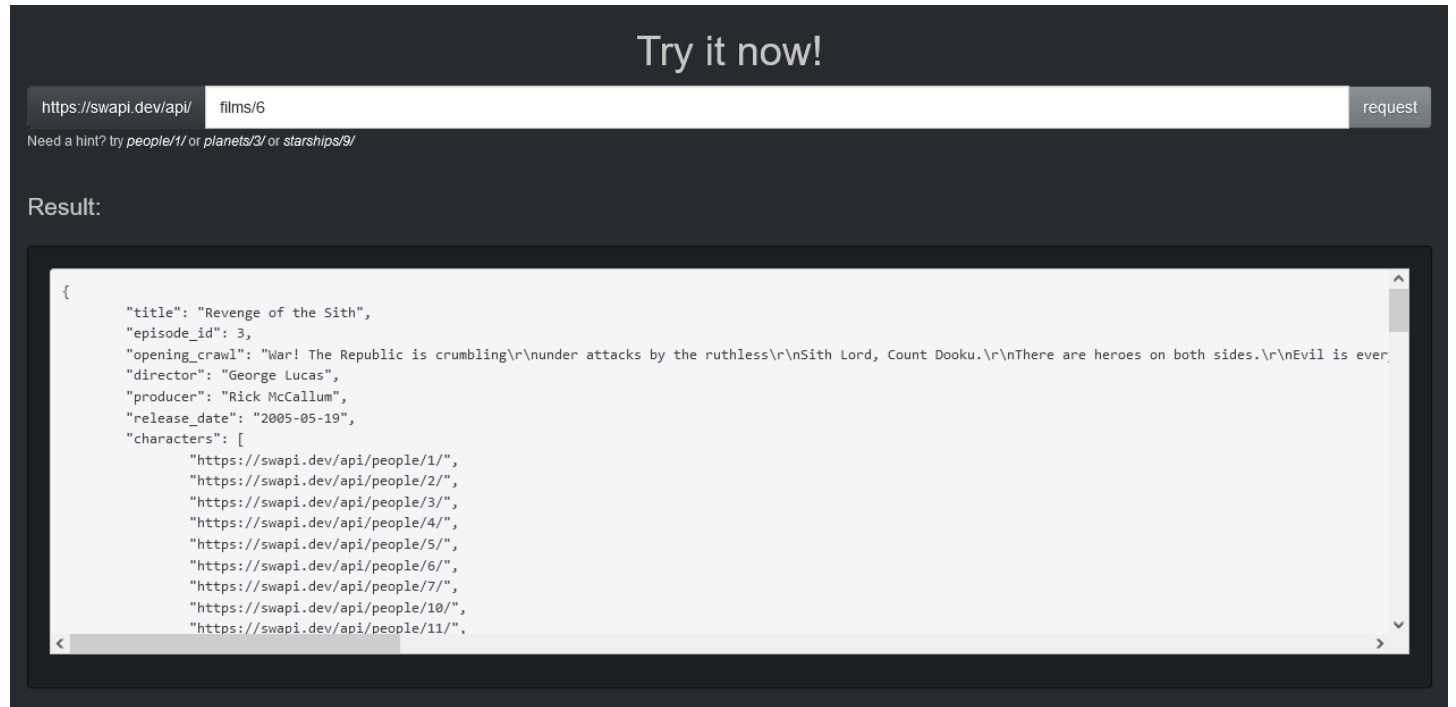 Try it now!
https://swapi.dev/api/ films/6 request
Need a hint? try people/1/ or planets/3/ or starships/9/
Result:
{
"title": "Revenge of the Sith",
"episode_id": 3,
"opening_crawl": "War! The Republic is crumbling\r\nunder attacks by the ruthless\r\nSith Lord, Count Dooku.\r\nThere are heroes on both sides.\r\nEvil is ever
"director": "George Lucas",
"producer": "Rick McCallum",
"release_date": "2005-05-19",
"characters": [
"https://swapi.dev/api/people/1/",
"https://swapi.dev/api/people/2/",
"https://swapi.dev/api/people/3/",
"https://swapi.dev/api/people/4/",
"https://swapi.dev/api/people/5/",
"https://swapi.dev/api/people/6/",
"https://swapi.dev/api/people/7/",
"https://swapi.dev/api/people/10/",
"https://swapi.dev/api/people/11/",